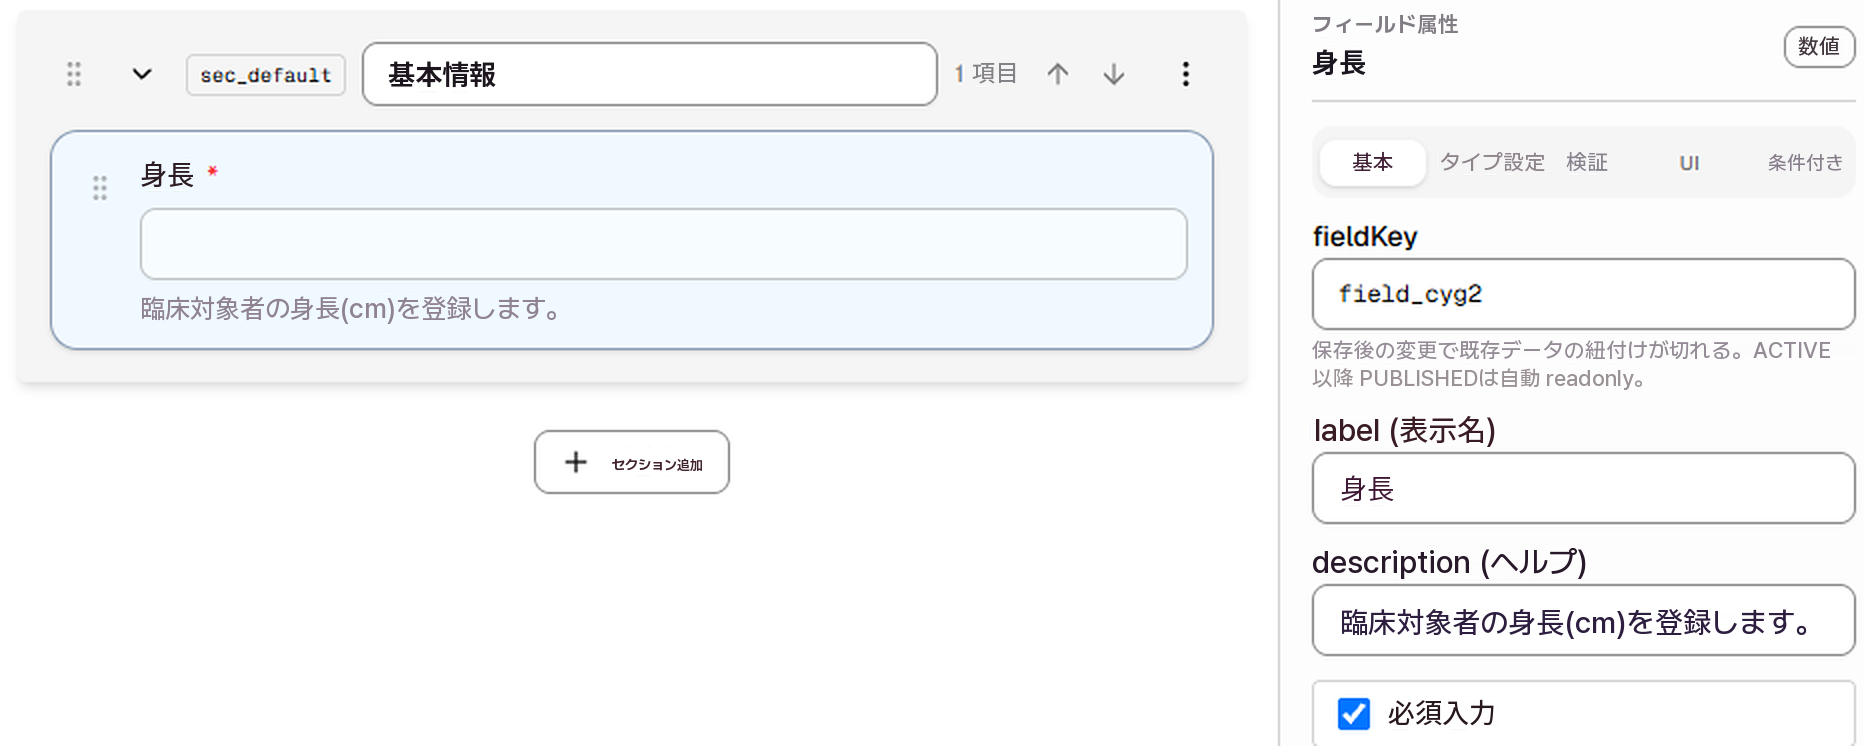 sec_default 基本情報 1 項目
身長 *
臨床対象者の身長(cm)を登録します。
セクション追加
フィールド属性
身長
数値
基本 タイプ設定 検証 UI 条件付き
fieldKey
field_cyg2
保存後の変更で既存データの紐付けが切れる。ACTIVE
以降 PUBLISHEDは自動 readonly。
label (表示名)
身長
description (ヘルプ)
臨床対象者の身長(cm)を登録します。
必須入力